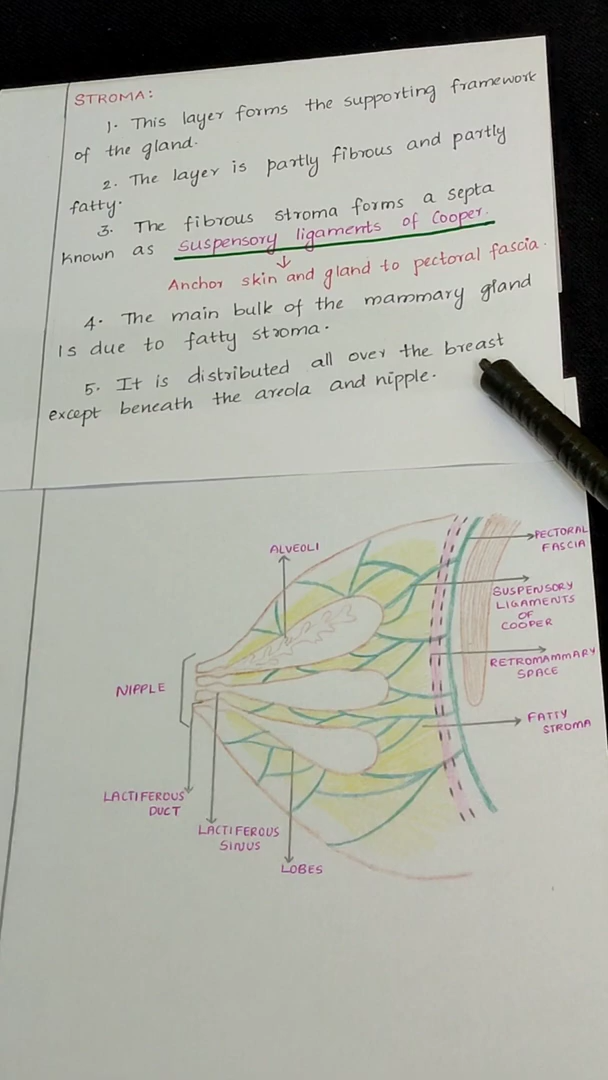 STROMA:
1. This layer forms the supporting framework
of the gland.
2. The layer is partly fibrous and partly
fatty.
3. The fibrous stroma forms a septa
known as suspensory ligaments of Cooper.
↓
Anchor skin and gland to pectoral fascia.
4. The main bulk of the mammary gland
Is due to fatty stroma.
5. It is distributed all over the breast
except beneath the areola and nipple.
ALVEOLI
PECTORAL
FASCIA
SUSPENSORY
LIGAMENTS
OF
COOPER
RETROMAMMARY
SPACE
NIPPLE
FATTY
STROMA
LACTIFEROUS
DUCT
LACTIFEROUS
SINUS
LOBES